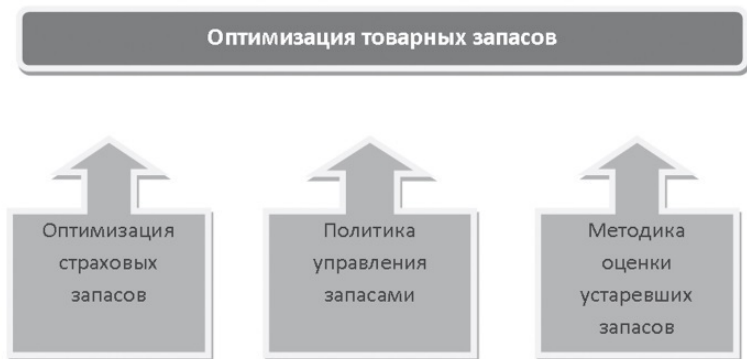 Оптимизация товарных запасов
Оптимизация
страховых
запасов
Политика
управления
запасами
Методика
оценки
устаревших
запасов